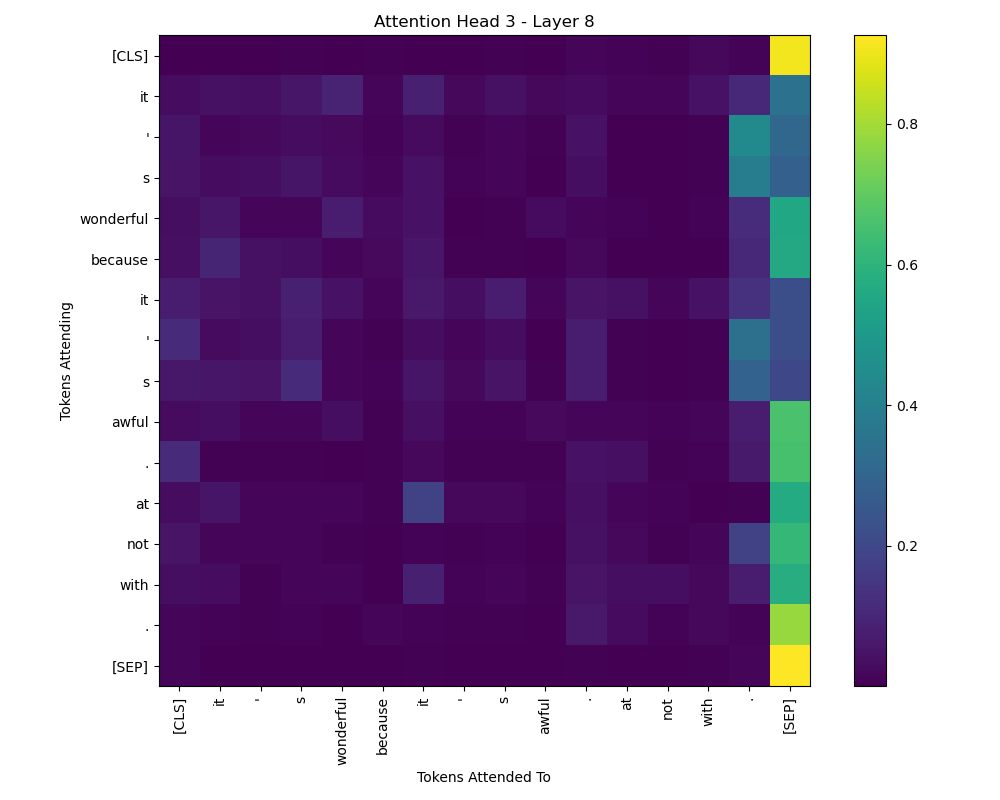 Attention Head 3 - Layer 8
[CLS]
it
'
s
wonderful
because
it
'
s
awful
.
at
not
with
.
[SEP]
Tokens Attending
[CLS]
it
'
s
wonderful
because
it
'
s
awful
.
at
not
with
.
[SEP]
Tokens Attended To
0.8
0.6
0.4
0.2